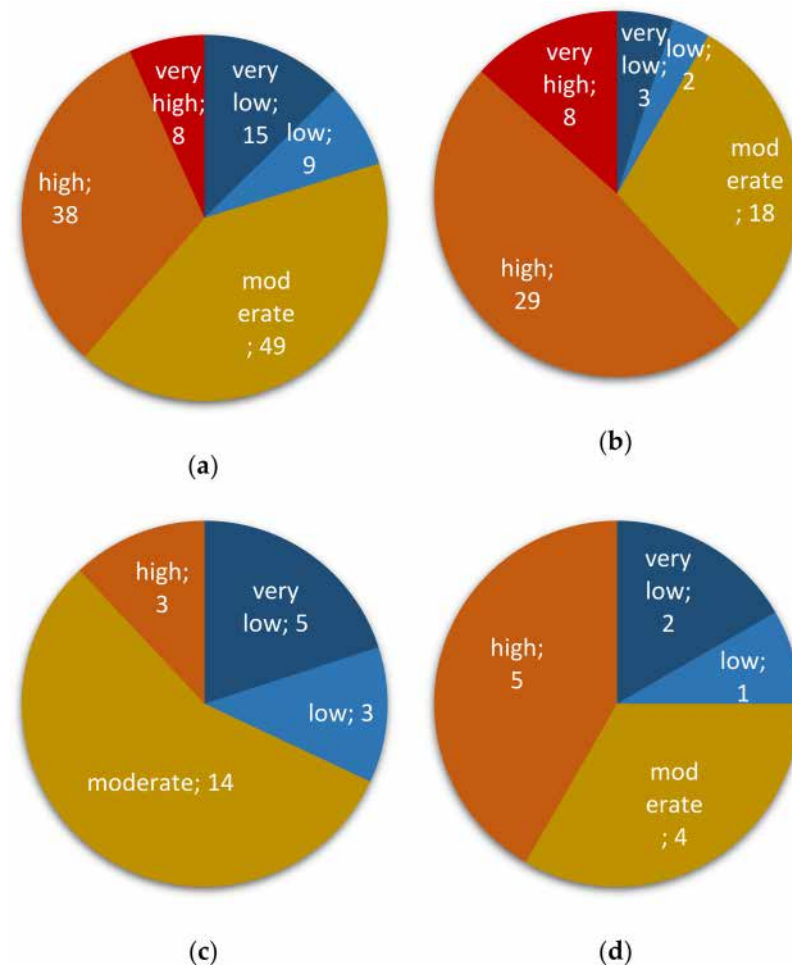 very
high;
8
very
low;
15
low;
9
high;
38
mod
erate
; 49
(a)
very
high;
8
very
low;
3
low;
2
mod
erate
; 18
high;
29
(b)
high;
3
very
low; 5
low; 3
moderate; 14
(c)
very
low;
2
high;
5
low;
1
mod
erate
; 4
(d)